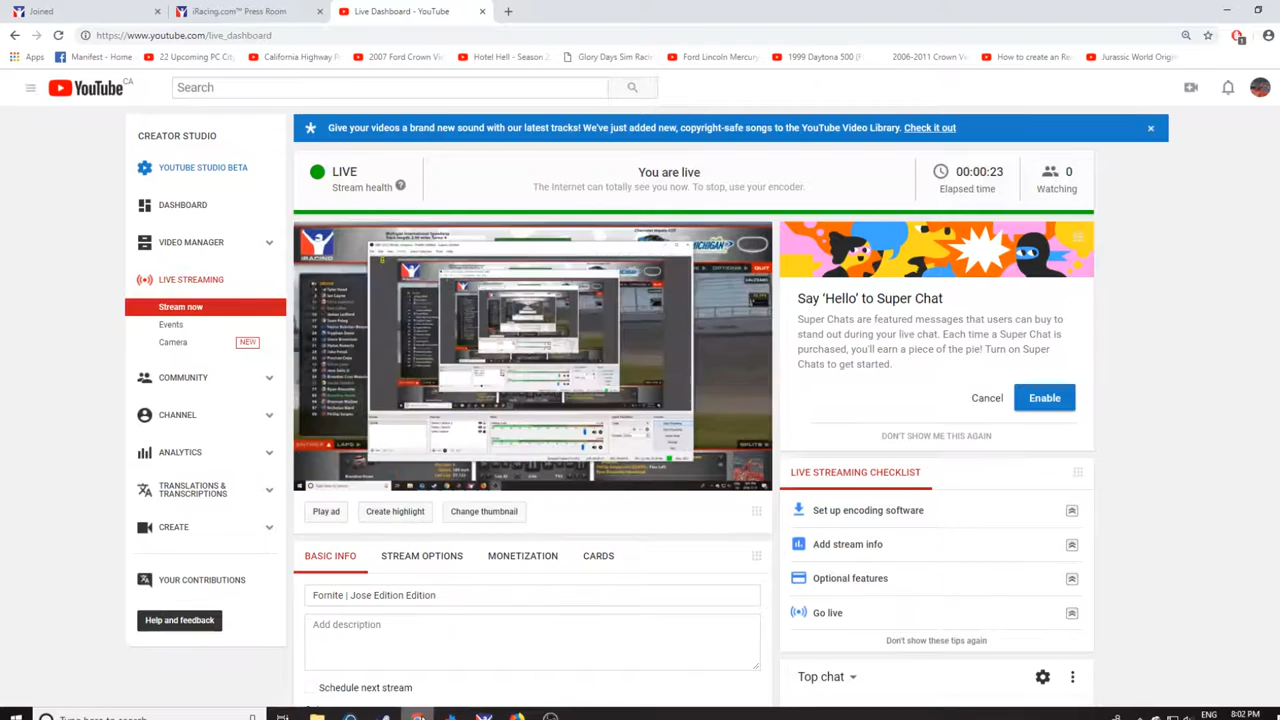 Joined
iRacing.com™ Press Room
Live Dashboard - YouTube
https://www.youtube.com/live_dashboard
Apps
Manifest - Home
22 Upcoming PC Cit
California Highway P
2007 Ford Crown Vic
Hotel Hell - Season 2
Glory Days Sim Raci
Ford Lincoln Mercury
1999 Daytona 500 (F
2006-2011 Crown V
How to create an Re
Jurassic World Origi
YouTube CA
Search
CREATOR STUDIO
YOUTUBE STUDIO BETA
DASHBOARD
VIDEO MANAGER
LIVE STREAMING
Stream now
Events
Camera
NEW
COMMUNITY
CHANNEL
ANALYTICS
TRANSLATIONS &
TRANSCRIPTIONS
CREATE
YOUR CONTRIBUTIONS
Help and feedback
Give your videos a brand new sound with our latest tracks! We've just added new, copyright-safe songs to the YouTube Video Library. Check it out
LIVE
Stream health
You are live
The Internet can totally see you now. To stop, use your encoder.
00:00:23
Elapsed time
0
Watching
iRACING
MICHIGAN
QUIT
Play ad
Create highlight
Change thumbnail
BASIC INFO
STREAM OPTIONS
MONETIZATION
CARDS
Fornite | Jose Edition Edition
Add description
Schedule next stream
Say 'Hello' to Super Chat
Super Chats are featured messages that users can buy to
stand out during your live chat. Each time a Super Chat is
purchased, you'll earn a piece of the pie! Turn on Super
Chats to get started.
Cancel
Enable
DON'T SHOW ME THIS AGAIN
LIVE STREAMING CHECKLIST
Set up encoding software
Add stream info
Optional features
Go live
Don't show these tips again
Top chat
Type here to search
ENG
8:02 PM